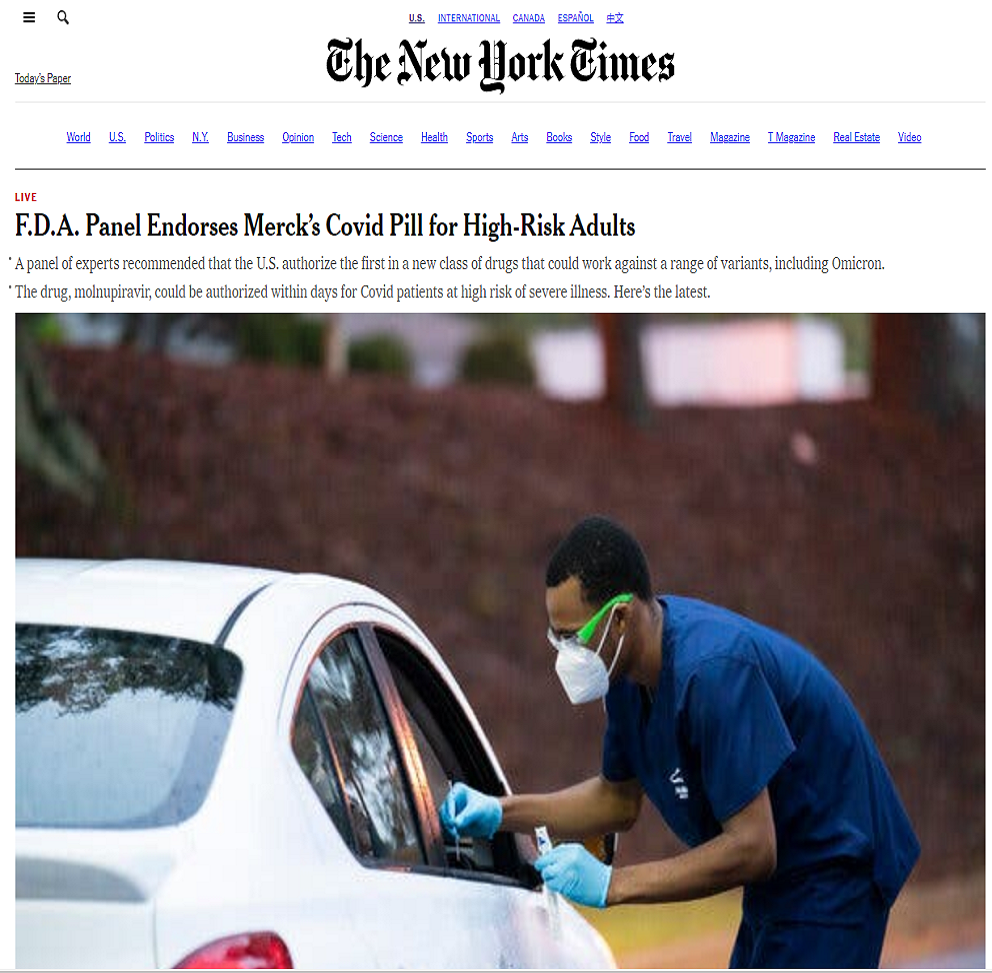 U.S. INTERNATIONAL CANADA ESPAÑOL 中文
The New York Times
Today's Paper
World U.S. Politics N.Y. Business Opinion Tech Science Health Sports Arts Books Style Food Travel Magazine T Magazine Real Estate Video
LIVE
F.D.A. Panel Endorses Merck’s Covid Pill for High-Risk Adults
• A panel of experts recommended that the U.S. authorize the first in a new class of drugs that could work against a range of variants, including Omicron.
• The drug, molnupiravir, could be authorized within days for Covid patients at high risk of severe illness. Here’s the latest.